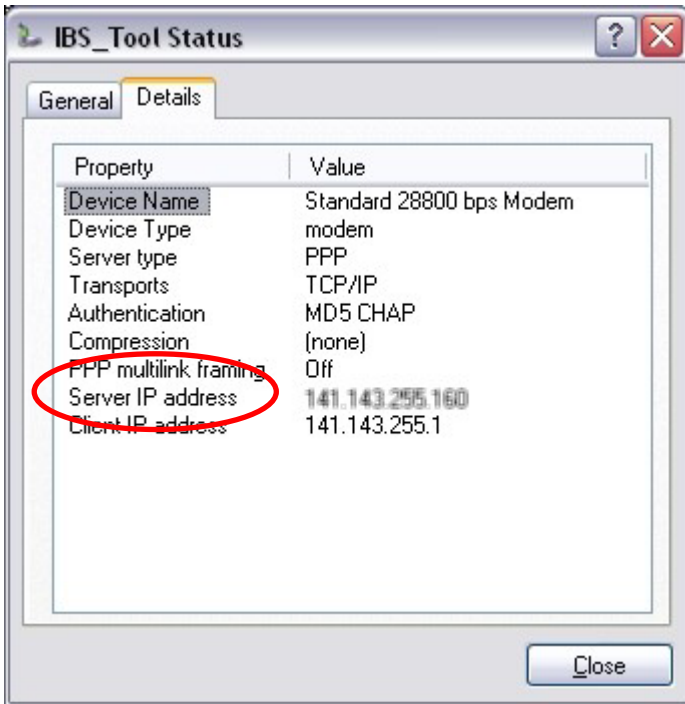 IBS_Tool Status
General Details
Property Value
Device Name Standard 28800 bps Modem
Device Type modem
Server type PPP
Transports TCP/IP
Authentication MD5 CHAP
Compression (none)
PPP multilink framing Off
Server IP address 141.143.255.160
Client IP address 141.143.255.1
Close